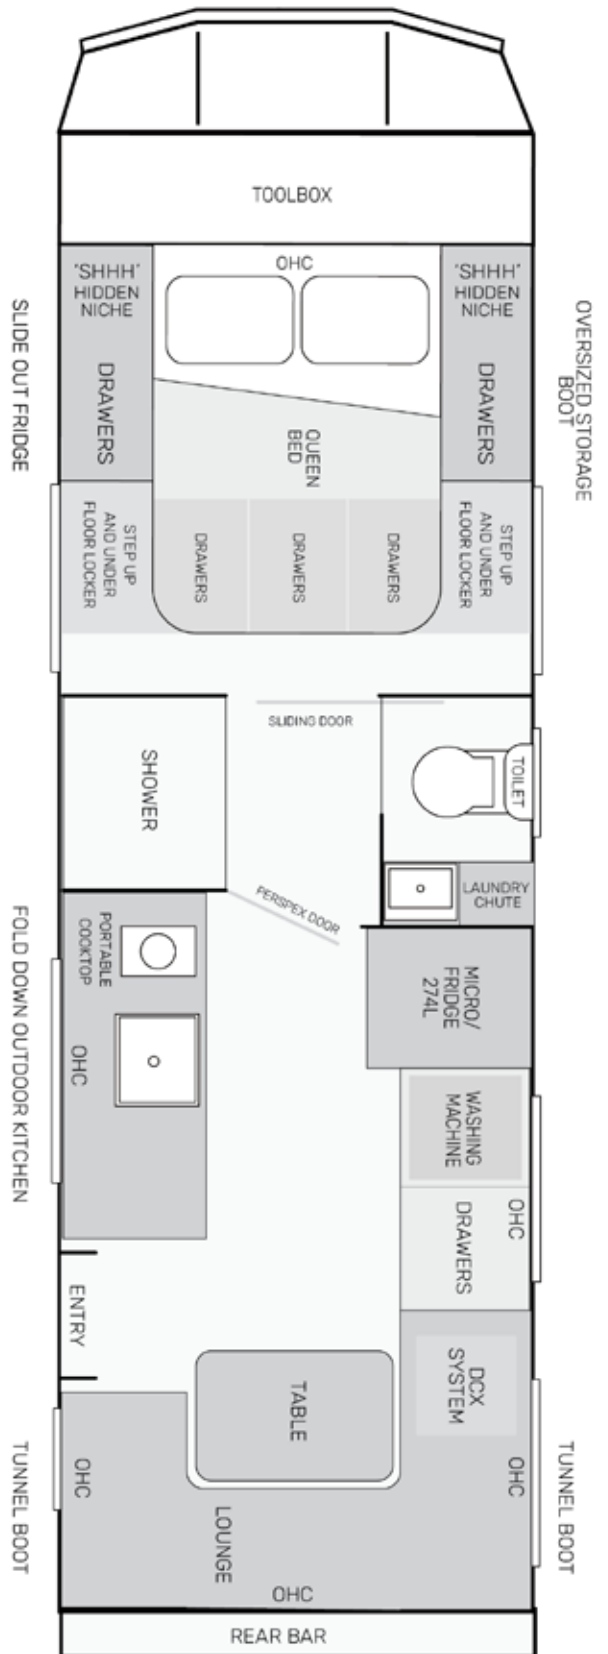 TOOLBOX
OHC
"SHHH"
HIDDEN
NICHE
DRAWERS
"SHHH"
HIDDEN
NICHE
DRAWERS
SLIDE OUT FRIDGE
OVERSIZED STORAGE
BOOT
QUEEN
BED
STEP UP
AND UNDER
FLOOR LOCKER
DRAWERS
DRAWERS
DRAWERS
STEP UP
AND UNDER
FLOOR LOCKER
SLIDING DOOR
SHOWER
TOILET
LAUNDRY
CHUTE
PERSPEX DOOR
PORTABLE
COOKTOP
MICRO/
FRIDGE
274L
OHC
FOLD DOWN OUTDOOR KITCHEN
WASHING
MACHINE
OHC
DRAWERS
ENTRY
DCX
SYSTEM
TABLE
OHC
OHC
TUNNEL BOOT
TUNNEL BOOT
LOUNGE
OHC
REAR BAR